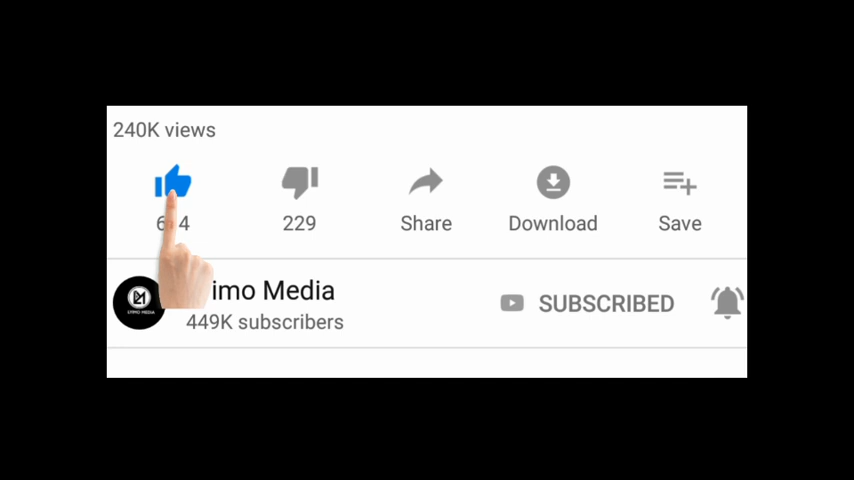 240K views
229
Share
Download
Save
imo Media
SUBSCRIBED
449K subscribers